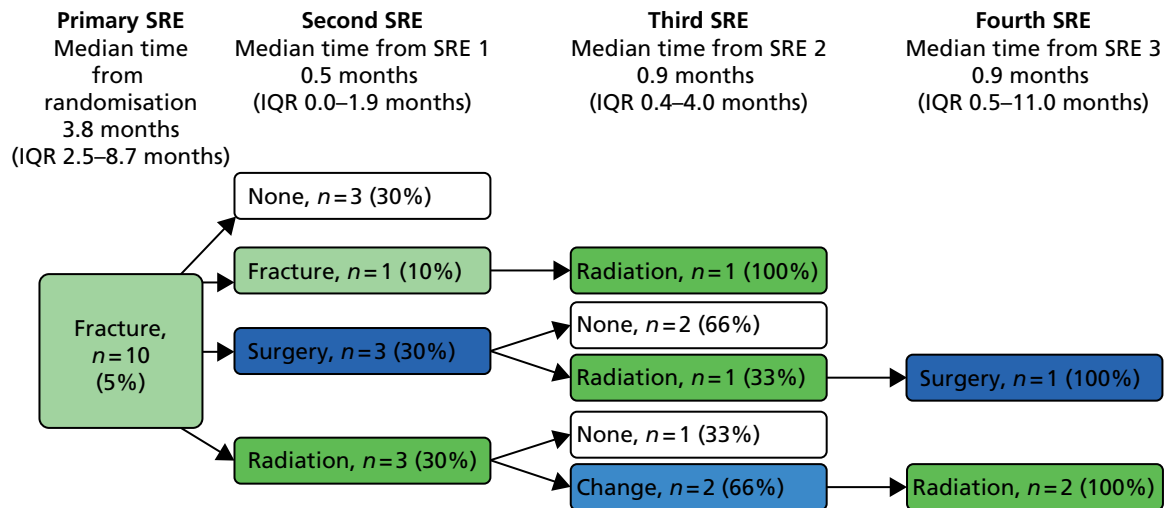 Primary SRE
Median time
from
randomisation
3.8 months
(IQR 2.5–8.7 months)
Second SRE
Median time from SRE 1
0.5 months
(IQR 0.0–1.9 months)
Third SRE
Median time from SRE 2
0.9 months
(IQR 0.4–4.0 months)
Fourth SRE
Median time from SRE 3
0.9 months
(IQR 0.5–11.0 months)
Fracture,
n=10
(5%)
None, n=3 (30%)
Fracture, n=1 (10%)
Surgery, n=3 (30%)
Radiation, n=3 (30%)
Radiation, n=1 (100%)
None, n=2 (66%)
Radiation, n=1 (33%)
None, n=1 (33%)
Change, n=2 (66%)
Surgery, n=1 (100%)
Radiation, n=2 (100%)